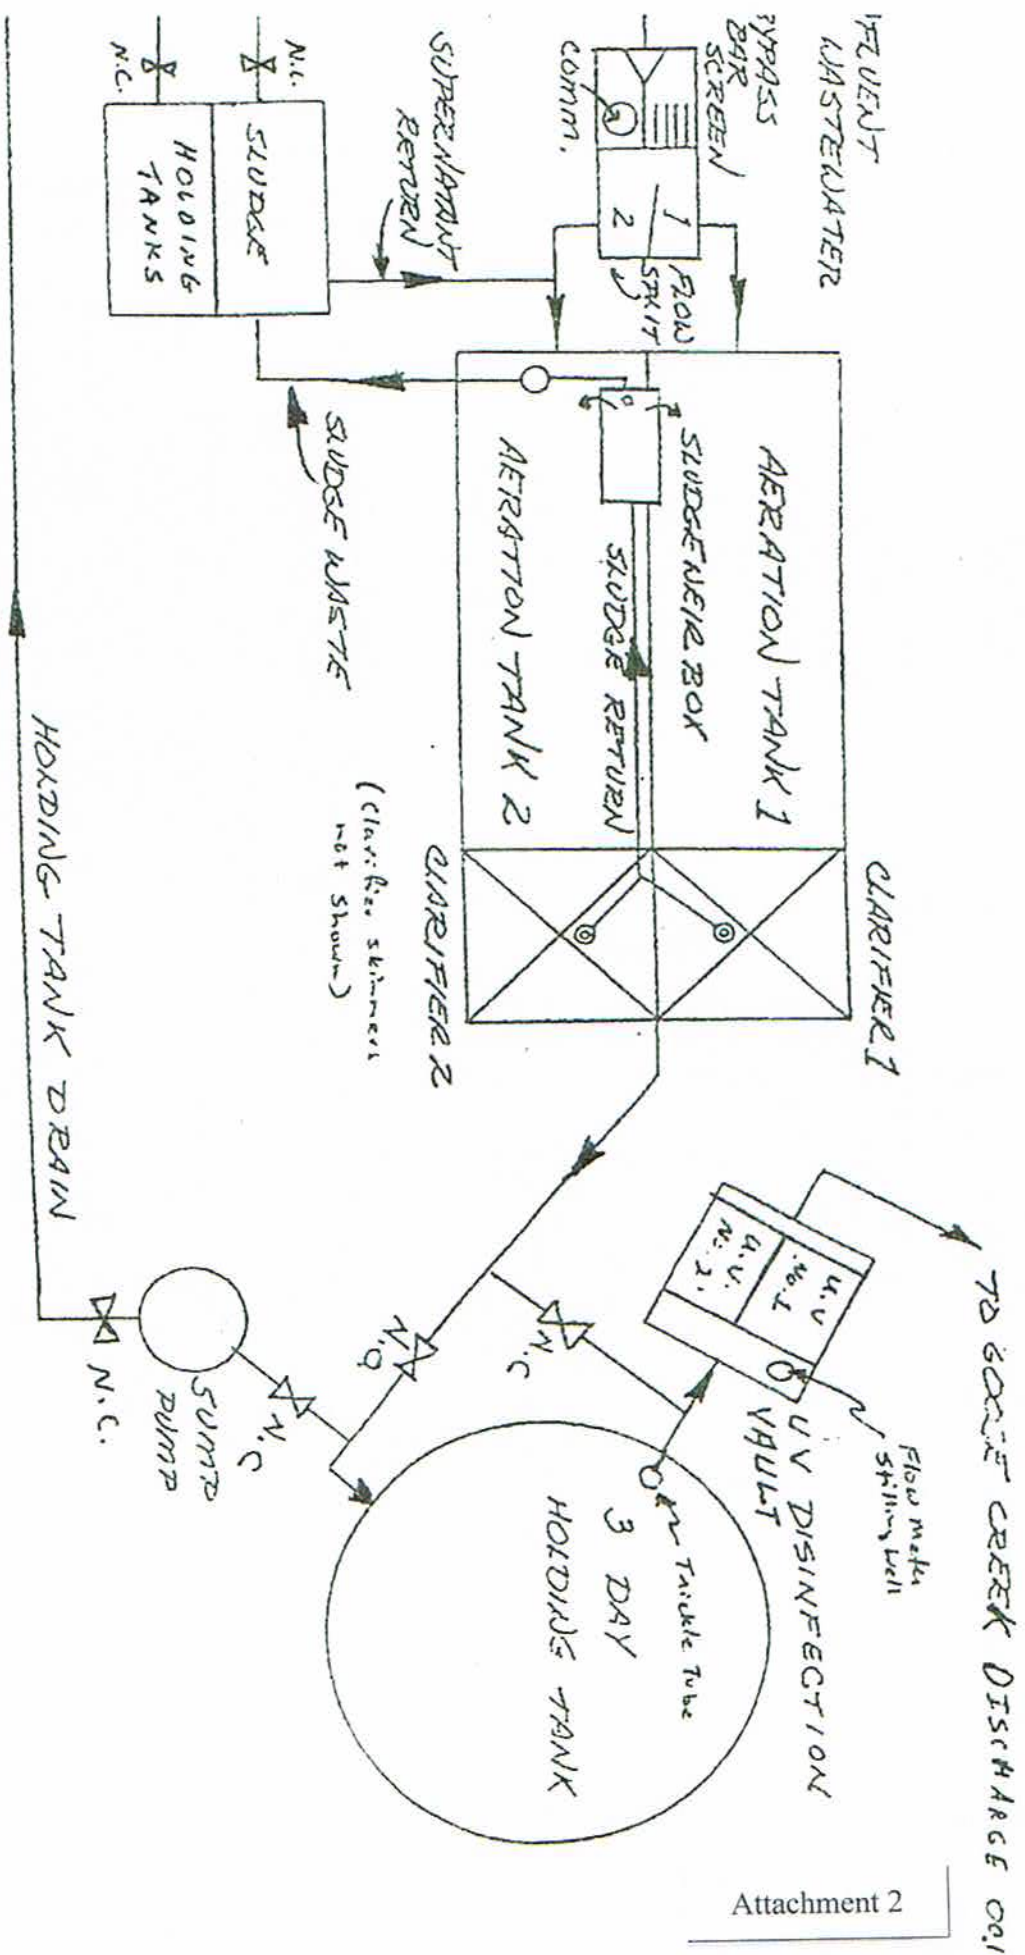 FLUENT
WASTEWATER
BYPASS
BAR
SCREEN
COMM.
1
2
FLOW
SPLIT
SUPERNATANT
RETURN
N.C.
N.C.
SLUDGE
HOLDING
TANKS
AERATION TANK 1
SLUDGE WEIR BOX
SLUDGE RETURN
AERATION TANK 2
SLUDGE WASTE
CLARIFIER 1
CLARIFIER 2
(Clarifier skimmers
not shown)
HOLDING TANK DRAIN
TO GOOSE CREEK DISCHARGE 001
U.V
No. 1
U.V.
No. 2.
Flow Meter
Stilling Well
UV DISINFECTION
VAULT
N.C
N.O
N.C
N.C.
SUMP
PUMP
Trickle Tube
3 DAY
HOLDING TANK
Attachment 2